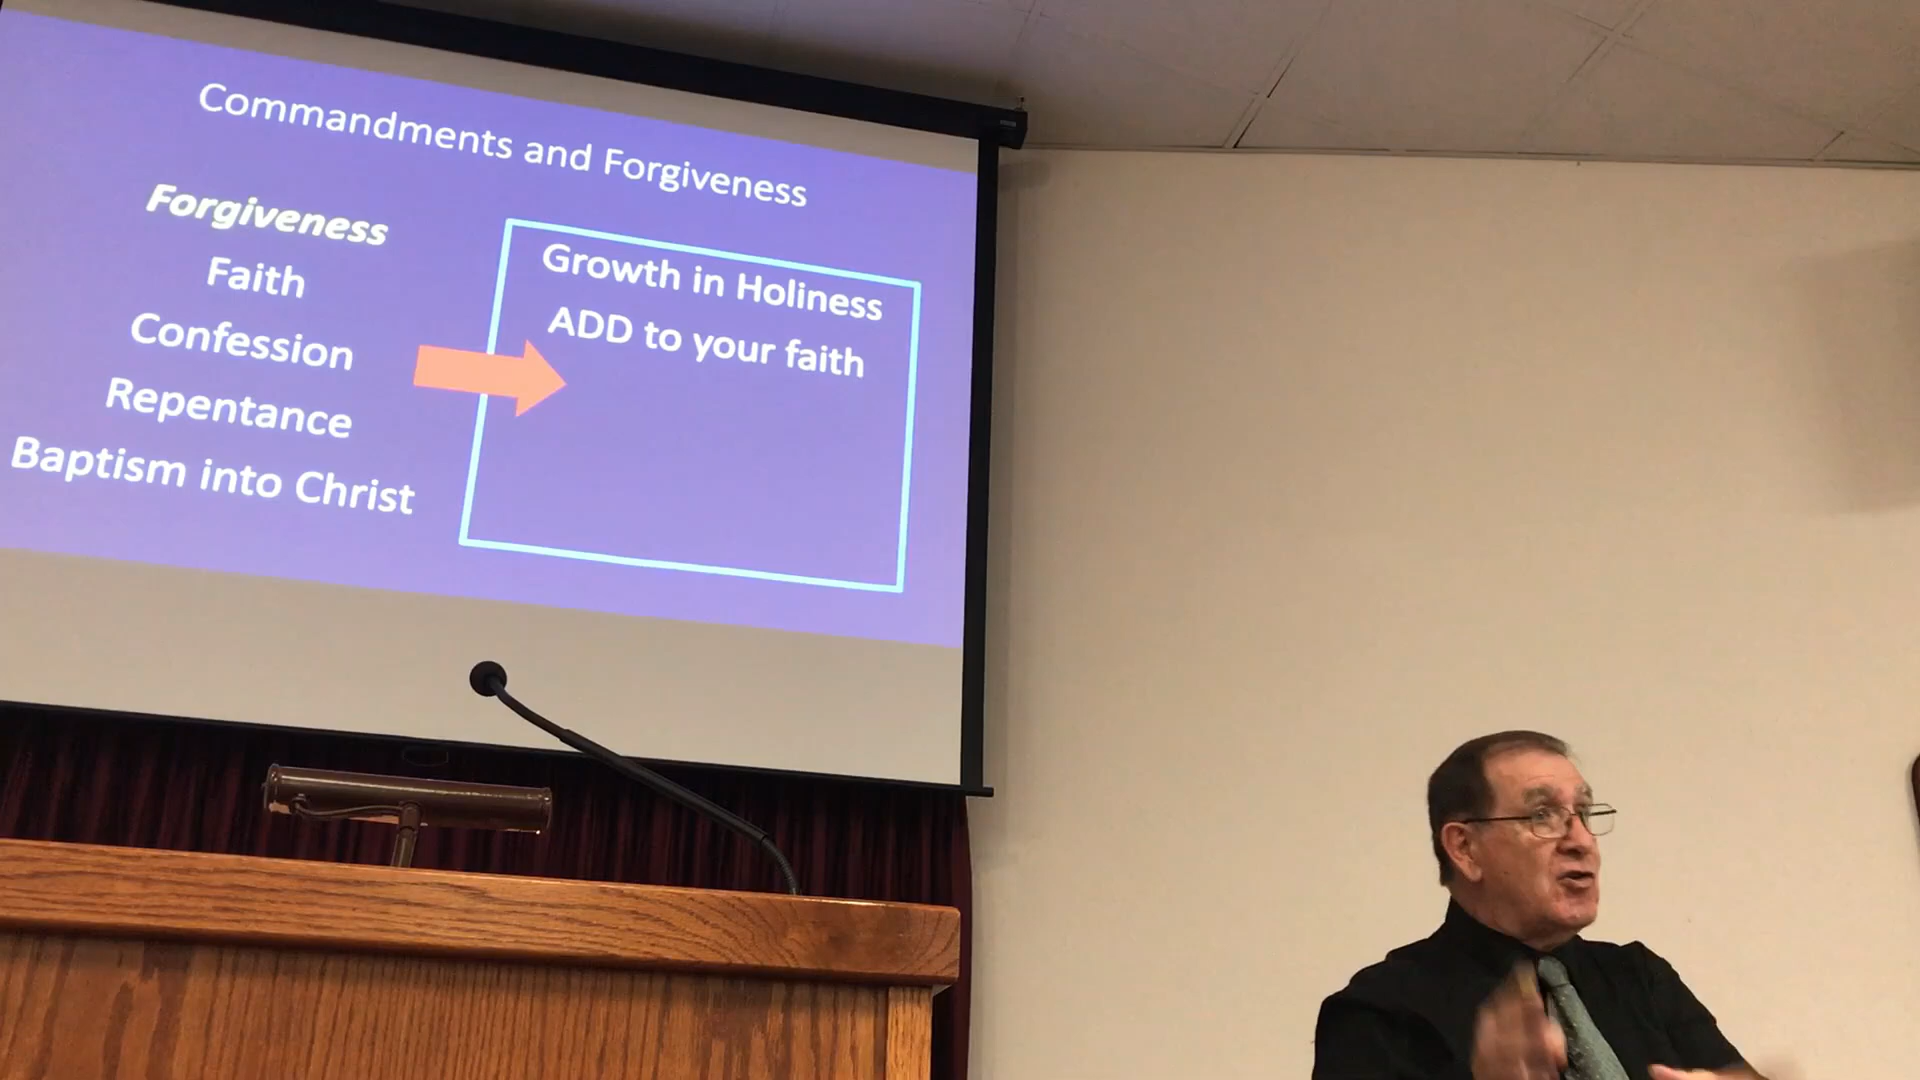 Commandments and Forgiveness
Forgiveness
Faith
Confession
Repentance
Baptism into Christ
Growth in Holiness
ADD to your faith